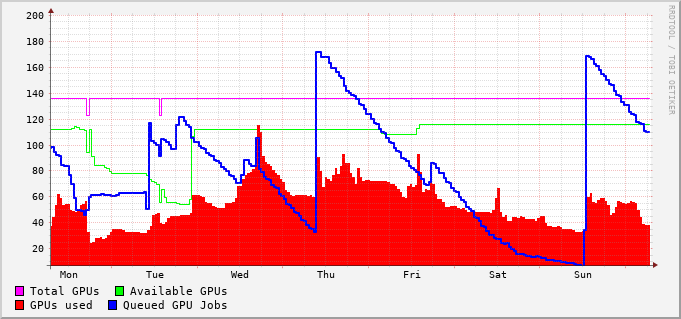 200
180
160
140
120
100
80
60
40
20
Mon Tue Wed Thu Fri Sat Sun
Total GPUs Available GPUs
GPUs used Queued GPU Jobs
RRDTOOL / TOBI OETIKER